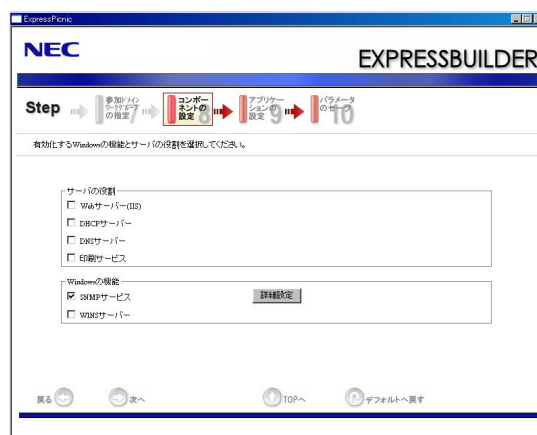 ExpressPicnic
NEC
EXPRESSBUILDER
Step
参加ドメイン
ワークグループ
の指定 7
コンポー
ネントの
設定 8
アプリケー
ションの
設定 9
パラメータ
のセーブ 10
有効化するWindowsの機能とサーバの役割を選択してください。
サーバの役割
Webサーバー(IIS)
DHCPサーバー
DNSサーバー
印刷サービス
Windowsの機能
SNMPサービス 詳細設定
WINSサーバー
戻る 次へ TOPへ デフォルトへ戻す